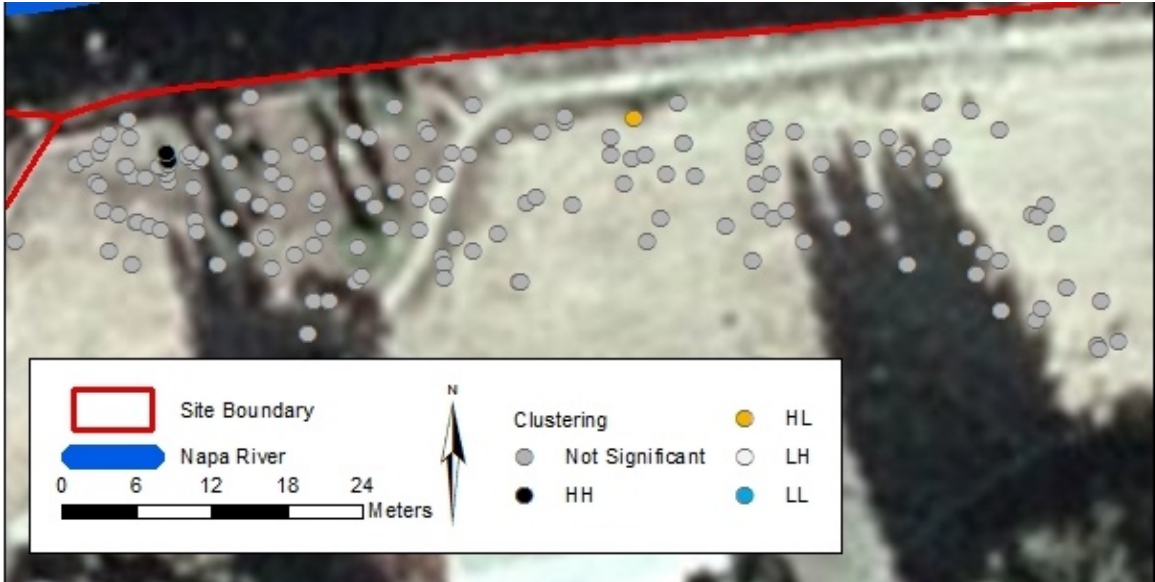 Site Boundary
Napa River
0 6 12 18 24
Meters
N
Clustering
Not Significant
HH
HL
LH
LL